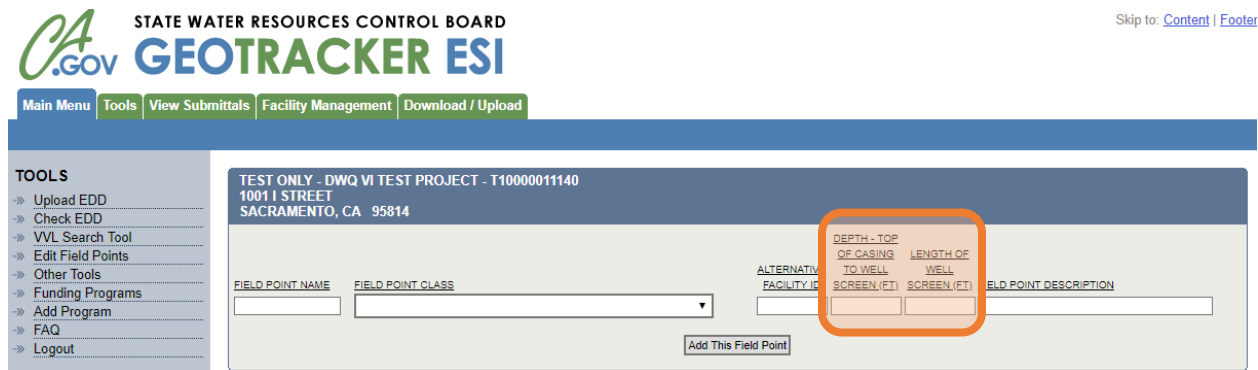 CA.GOV
STATE WATER RESOURCES CONTROL BOARD
GEOTRACKER ESI
Skip to: Content | Footer
Main Menu
Tools
View Submittals
Facility Management
Download / Upload
TOOLS
Upload EDD
Check EDD
VVL Search Tool
Edit Field Points
Other Tools
Funding Programs
Add Program
FAQ
Logout
TEST ONLY - DWQ VI TEST PROJECT - T10000011140
1001 I STREET
SACRAMENTO, CA 95814
FIELD POINT NAME
FIELD POINT CLASS
ALTERNATIV
FACILITY ID
DEPTH - TOP
OF CASING
TO WELL
SCREEN (FT)
LENGTH OF
WELL
SCREEN (FT)
ELD POINT DESCRIPTION
Add This Field Point